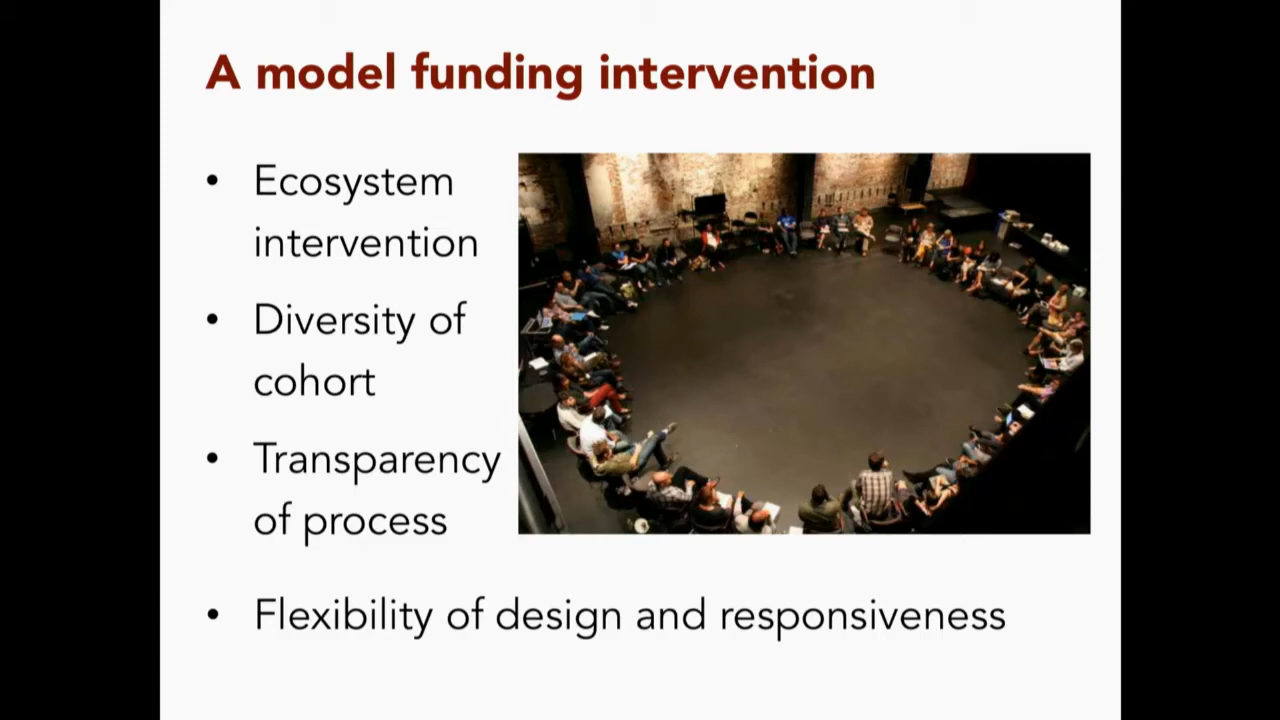 A model funding intervention
• Ecosystem
intervention
• Diversity of
cohort
• Transparency
of process
• Flexibility of design and responsiveness